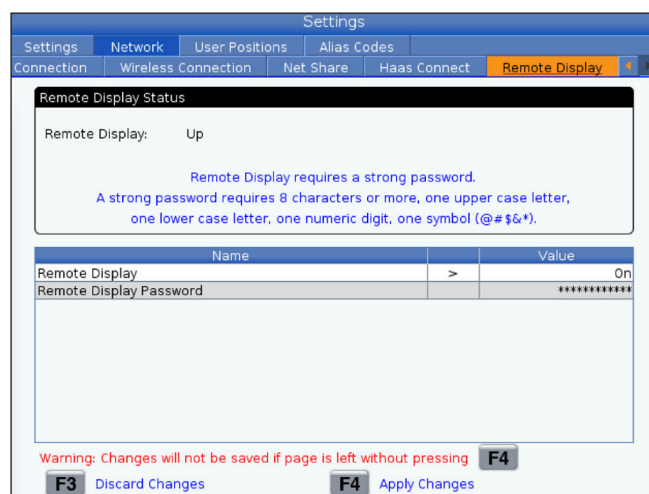 Settings
Settings Network User Positions Alias Codes
Connection Wireless Connection Net Share Haas Connect Remote Display
Remote Display Status
Remote Display: Up
Remote Display requires a strong password.
A strong password requires 8 characters or more, one upper case letter,
one lower case letter, one numeric digit, one symbol (@#$&*).
Name Value
Remote Display > On
Remote Display Password ************
Warning: Changes will not be saved if page is left without pressing F4
F3 Discard Changes F4 Apply Changes